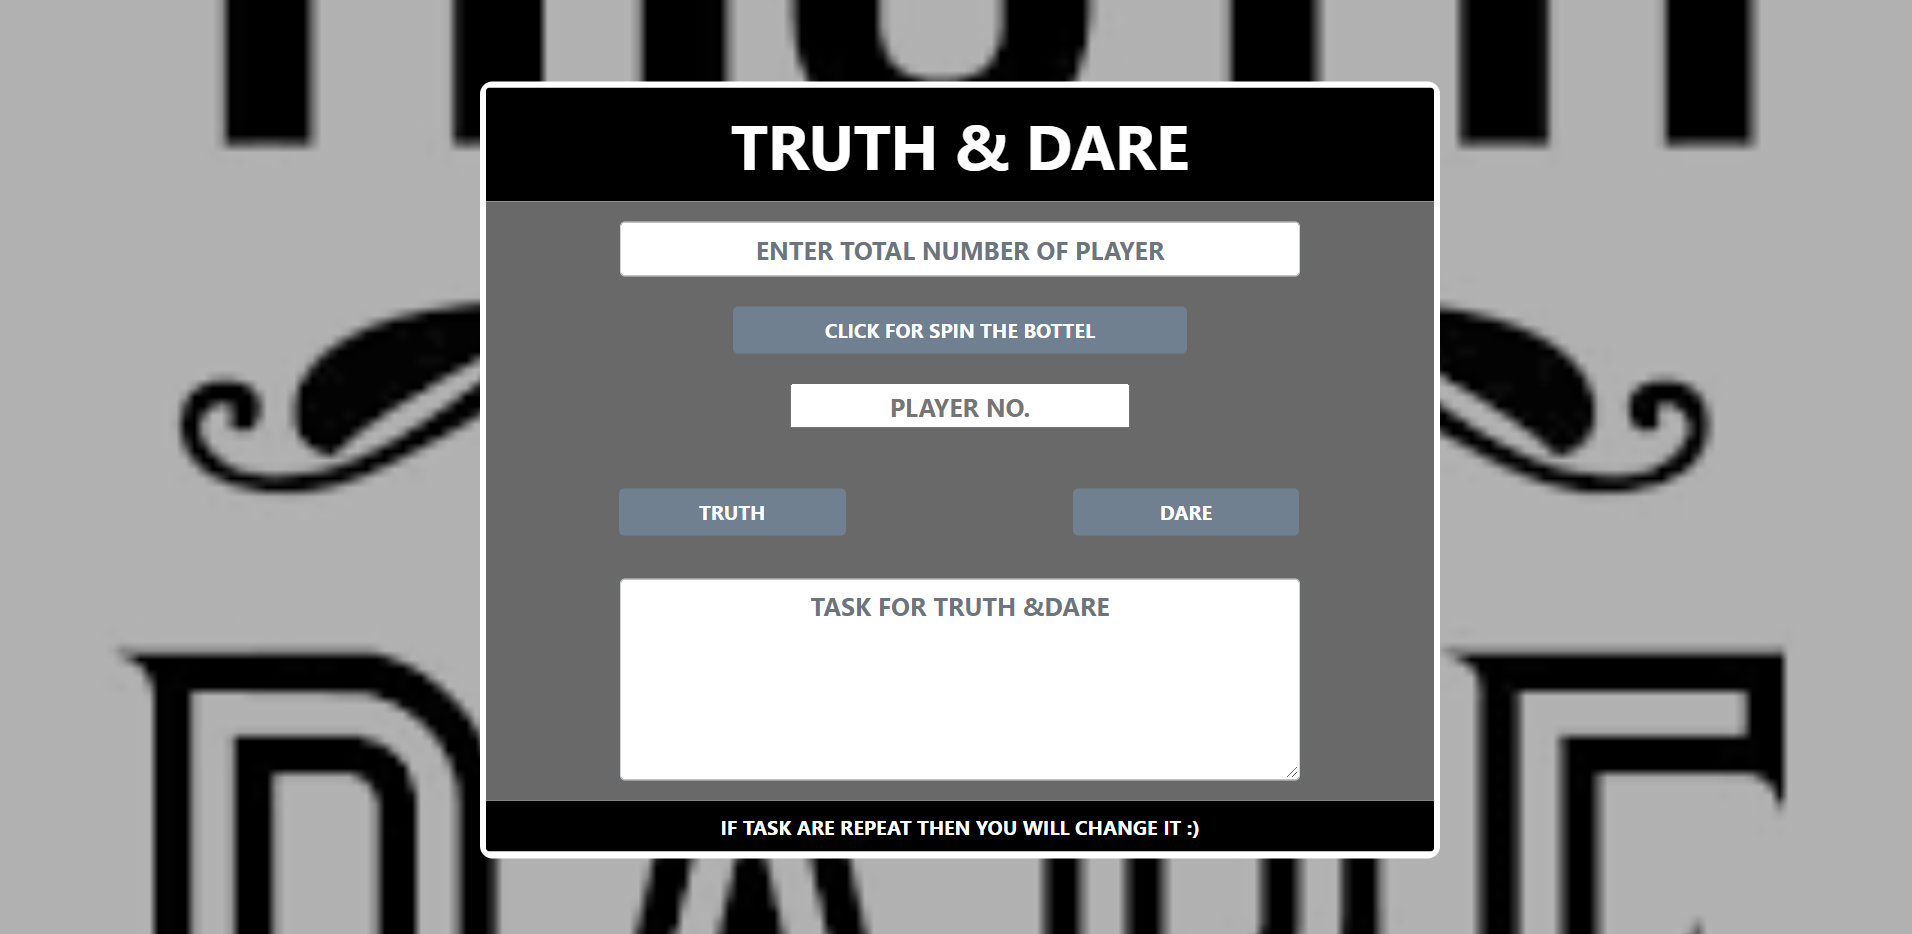 TRUTH & DARE
ENTER TOTAL NUMBER OF PLAYER
CLICK FOR SPIN THE BOTTEL
PLAYER NO.
TRUTH
DARE
TASK FOR TRUTH &DARE
IF TASK ARE REPEAT THEN YOU WILL CHANGE IT :)